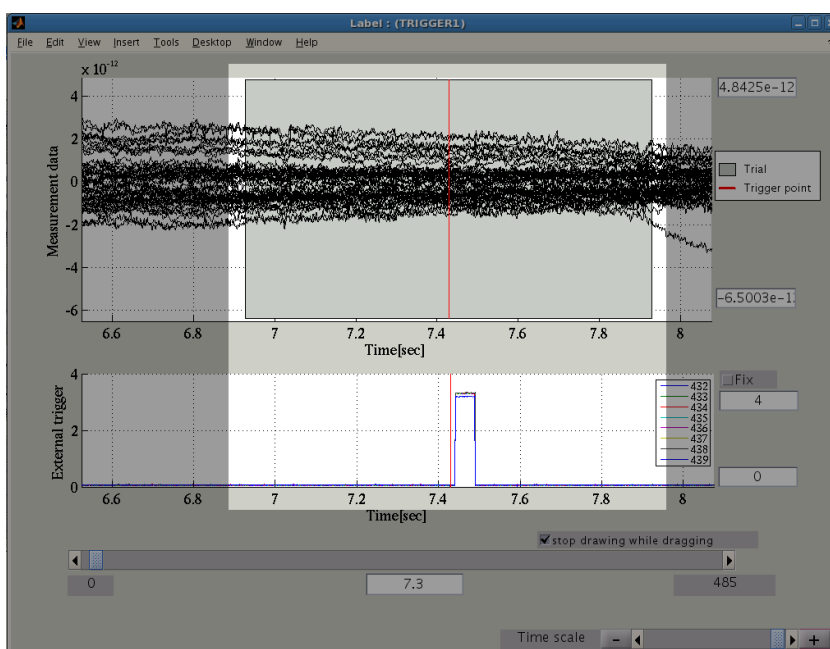 Label : (TRIGGER1)
File Edit View Insert Tools Desktop Window Help
x 10⁻¹²
4
2
0
-2
-4
-6
Measurement data
6.6 6.8 7 7.2 7.4 7.6 7.8 8
Time[sec]
4.8425e-12
Trial
Trigger point
-6.5003e-1
4
2
0
External trigger
6.6 6.8 7 7.2 7.4 7.6 7.8 8
Time[sec]
432
433
434
435
436
437
438
439
Fix
4
0
stop drawing while dragging
0 7.3 485
Time scale - +